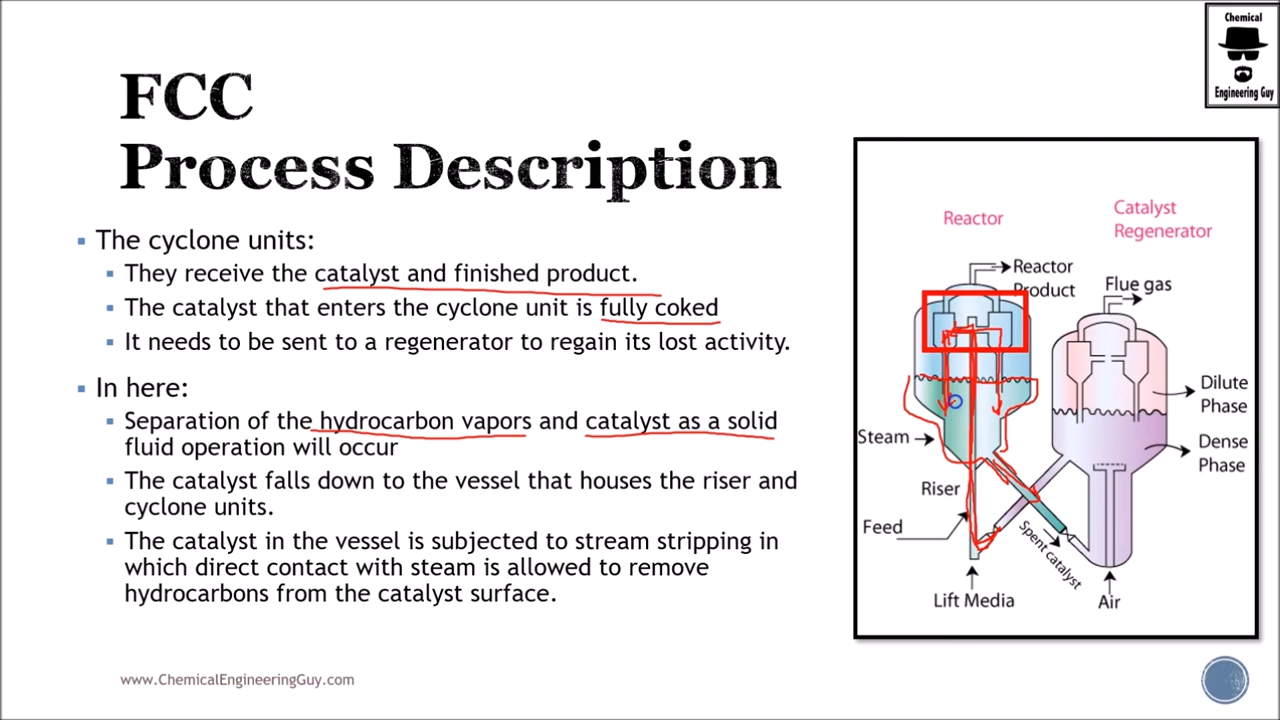 Chemical
Engineering Guy
FCC
Process Description
The cyclone units:
They receive the catalyst and finished product.
The catalyst that enters the cyclone unit is fully coked
It needs to be sent to a regenerator to regain its lost activity.
In here:
Separation of the hydrocarbon vapors and catalyst as a solid
fluid operation will occur
The catalyst falls down to the vessel that houses the riser and
cyclone units.
The catalyst in the vessel is subjected to stream stripping in
which direct contact with steam is allowed to remove
hydrocarbons from the catalyst surface.
Reactor
Catalyst
Regenerator
Reactor
Product
Flue gas
Dilute
Phase
Steam
Dense
Phase
Riser
Feed
Spent catalyst
Lift Media
Air
www.ChemicalEngineeringGuy.com